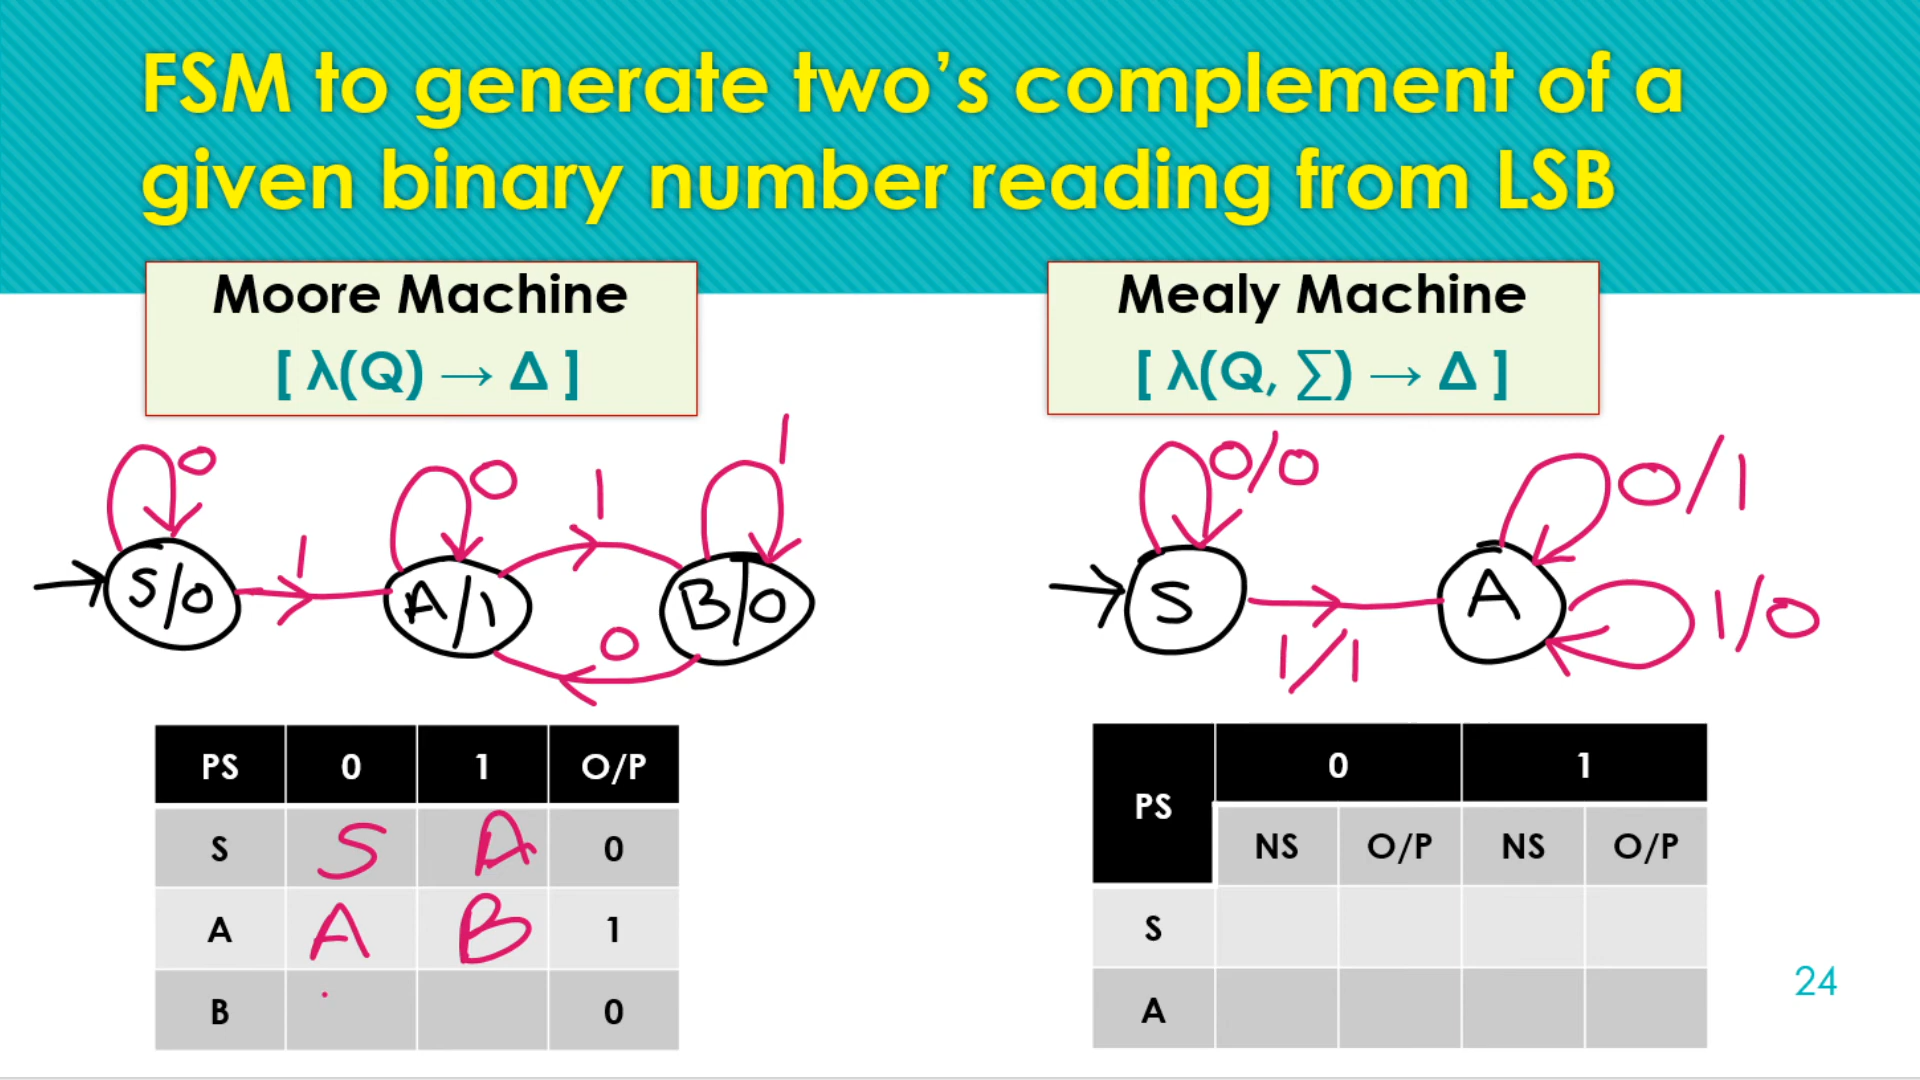 FSM to generate two's complement of a
given binary number reading from LSB
Moore Machine
[ λ(Q) → Δ ]
0
0
1
1
1
S/0
A/1
B/0
0
PS 0 1 O/P
S S A 0
A A B 1
B 0
Mealy Machine
[ λ(Q, ∑) → Δ ]
0/0
0/1
S
A
1/0
1/1
PS 0 1
NS O/P NS O/P
S
A
24